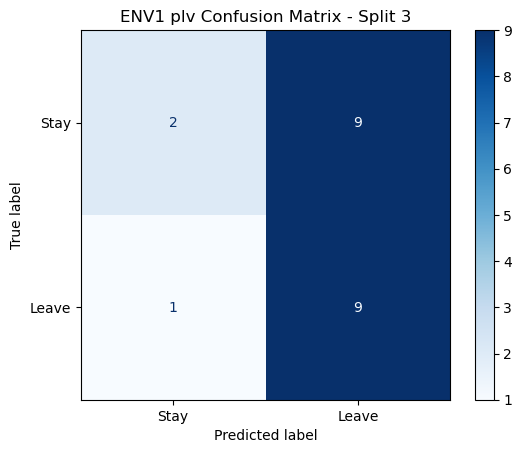 ENV1 plv Confusion Matrix - Split 3
True label
Stay
2
9
Leave
1
9
Stay
Leave
Predicted label
9
8
7
6
5
4
3
2
1